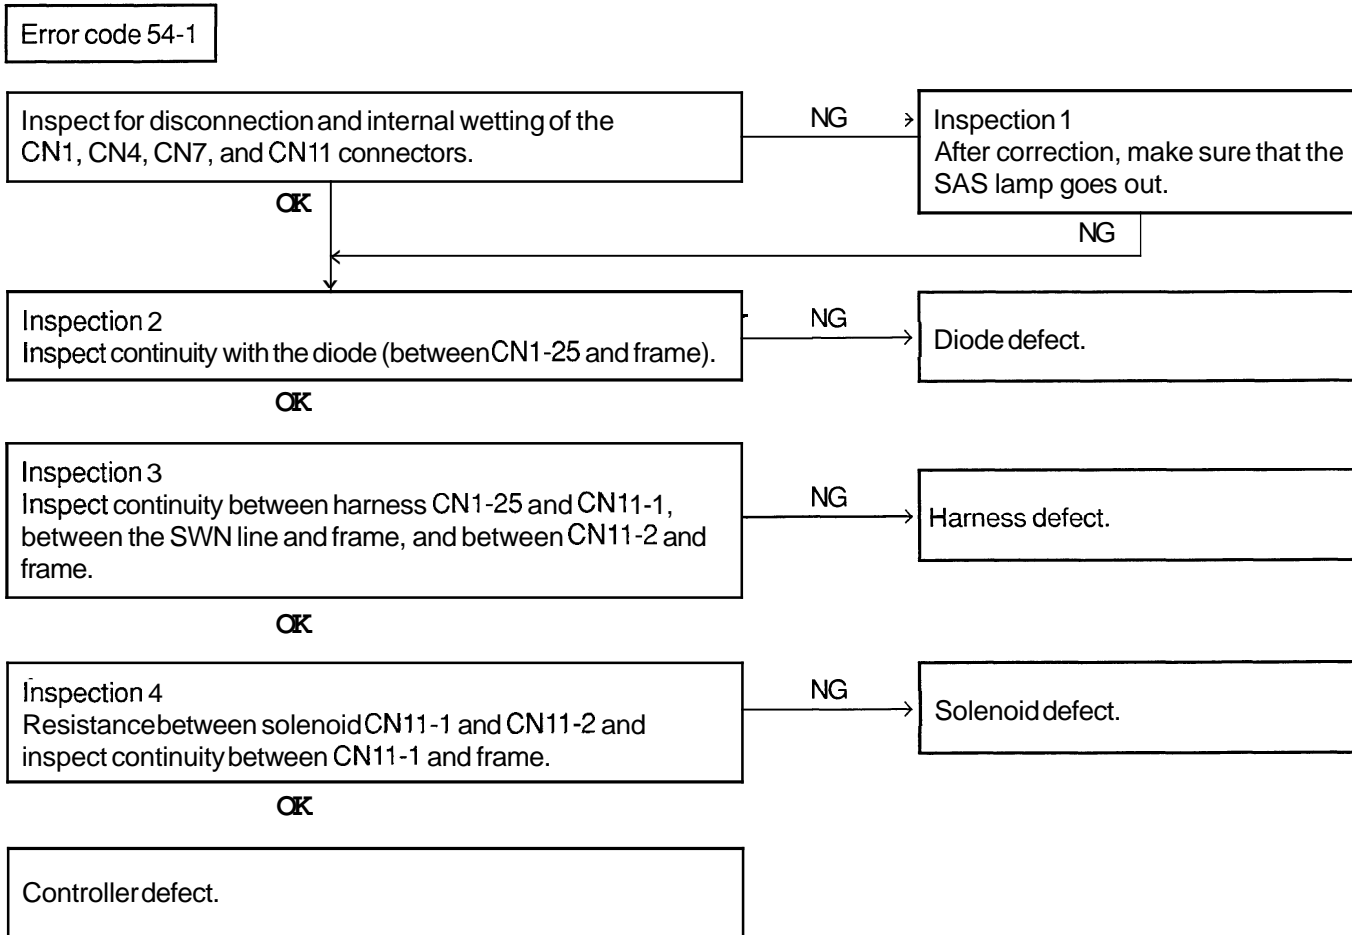 Error code 54-1
Inspect for disconnection and internal wetting of the
CN1, CN4, CN7, and CN11 connectors.
NG
Inspection 1
After correction, make sure that the
SAS lamp goes out.
OK
NG
Inspection 2
Inspect continuity with the diode (between CN1-25 and frame).
NG
Diode defect.
OK
Inspection 3
Inspect continuity between harness CN1-25 and CN11-1,
between the SWN line and frame, and between CN11-2 and
frame.
NG
Harness defect.
OK
Inspection 4
Resistance between solenoid CN11-1 and CN11-2 and
inspect continuity between CN11-1 and frame.
NG
Solenoid defect.
OK
Controller defect.